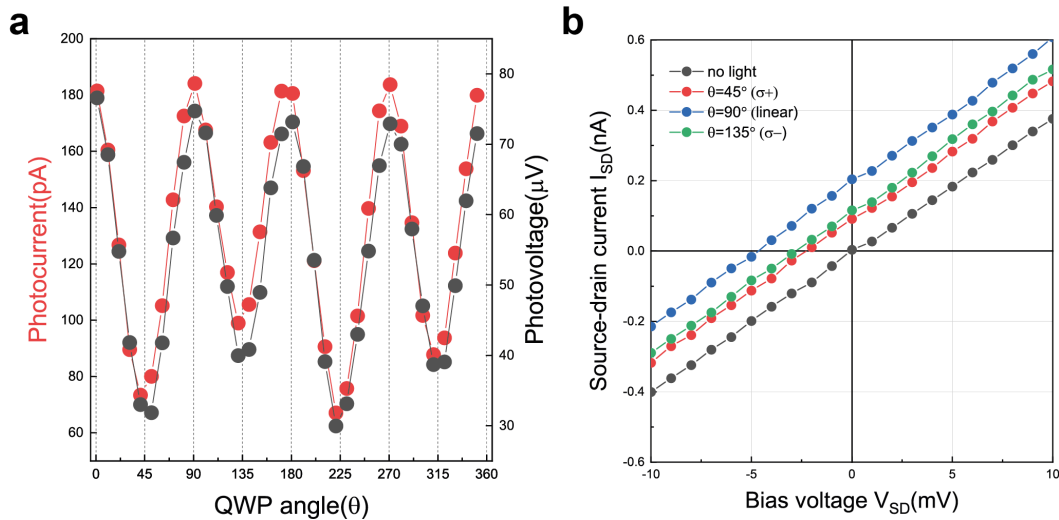 a
200
180
160
140
120
100
80
60
Photocurrent(pA)
80
70
60
50
40
30
Photovoltage(μV)
0 45 90 135 180 225 270 315 360
QWP angle(θ)
b
0.6
0.4
0.2
0.0
-0.2
-0.4
-0.6
Source-drain current I_SD(nA)
no light
θ=45° (σ+)
θ=90° (linear)
θ=135° (σ−)
-10 -5 0 5 10
Bias voltage V_SD(mV)